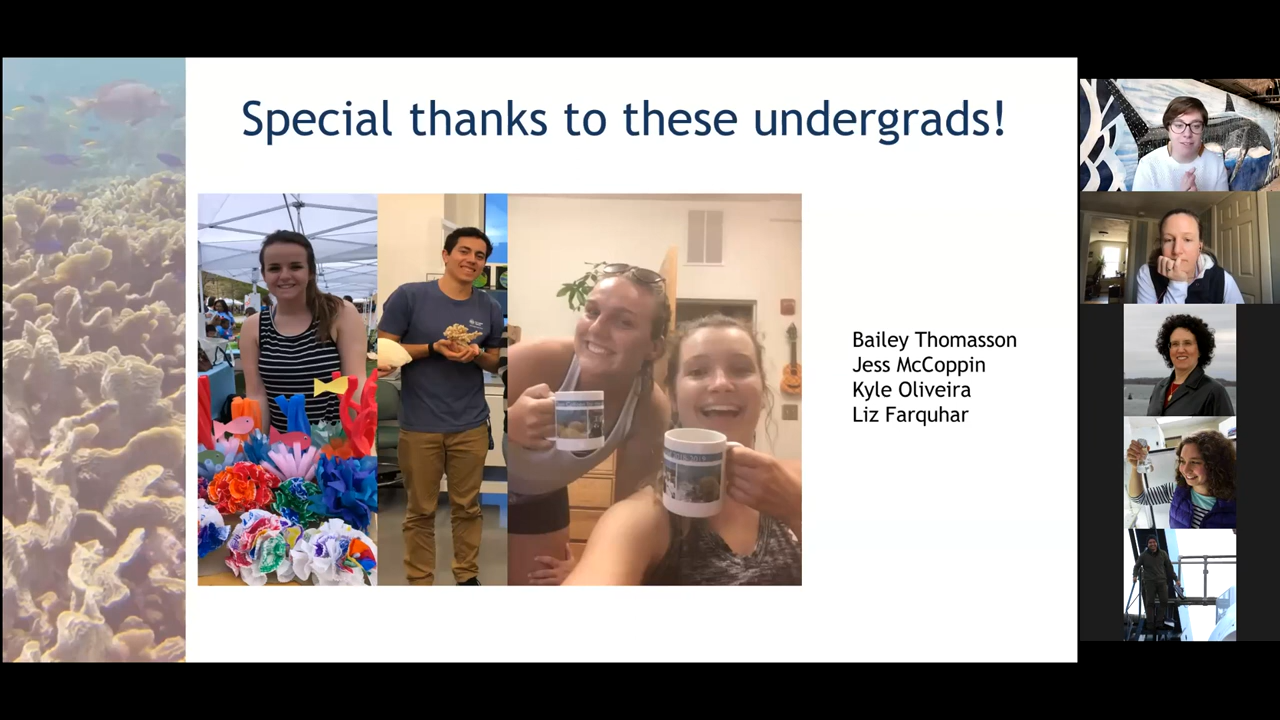 Special thanks to these undergrads!
Bailey Thomasson
Jess McCoppin
Kyle Oliveira
Liz Farquhar